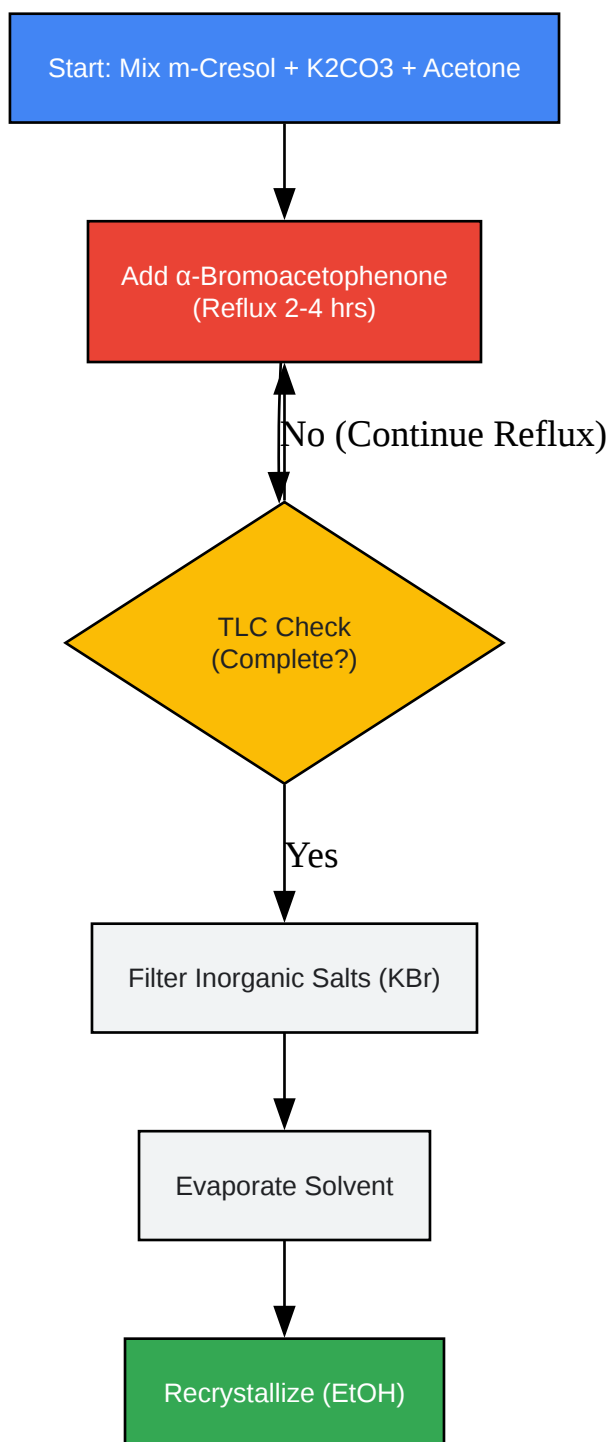 Start: Mix m-Cresol + K2CO3 + Acetone
Add α-Bromoacetophenone
(Reflux 2-4 hrs)
No (Continue Reflux)
TLC Check
(Complete?)
Yes
Filter Inorganic Salts (KBr)
Evaporate Solvent
Recrystallize (EtOH)